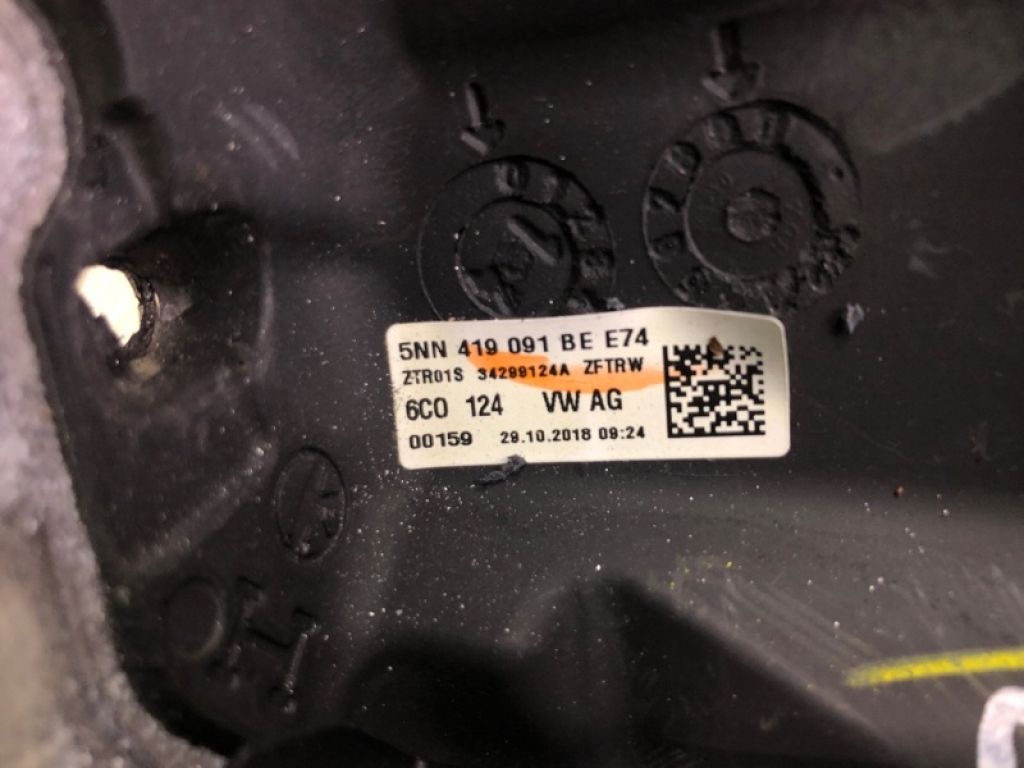 5NN 419 091 BE E74
ZTR01S 34299124A ZFTRW
6C0 124 VW AG
00159 29.10.2018 09:24